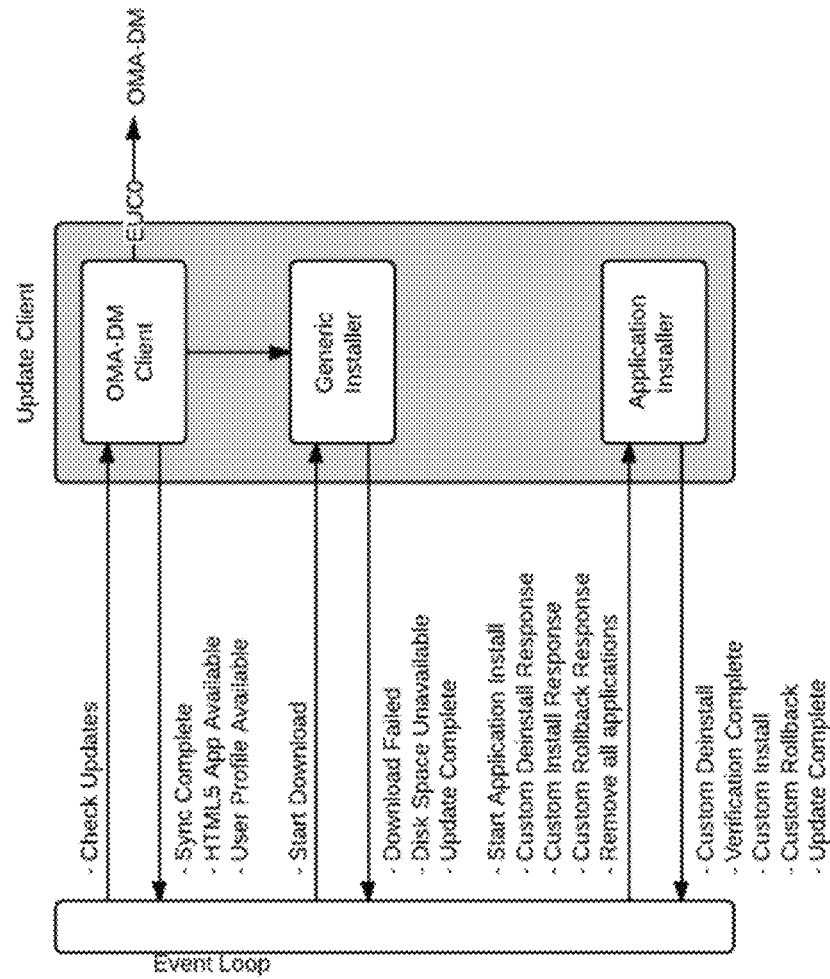 Update Client
OMA-DM
Client
EUC0
OMA-DM
Generic
Installer
Application
Installer
- Check Updates
- Sync Complete
- HTML5 App Available
- User Profile Available
- Start Download
- Download Failed
- Disk Space Unavailable
- Update Complete
- Start Application Install
- Custom Deinstall Response
- Custom Install Response
- Custom Rollback Response
- Remove all applications
- Custom Deinstall
- Verification Complete
- Custom Install
- Custom Rollback
- Update Complete
Event Loop